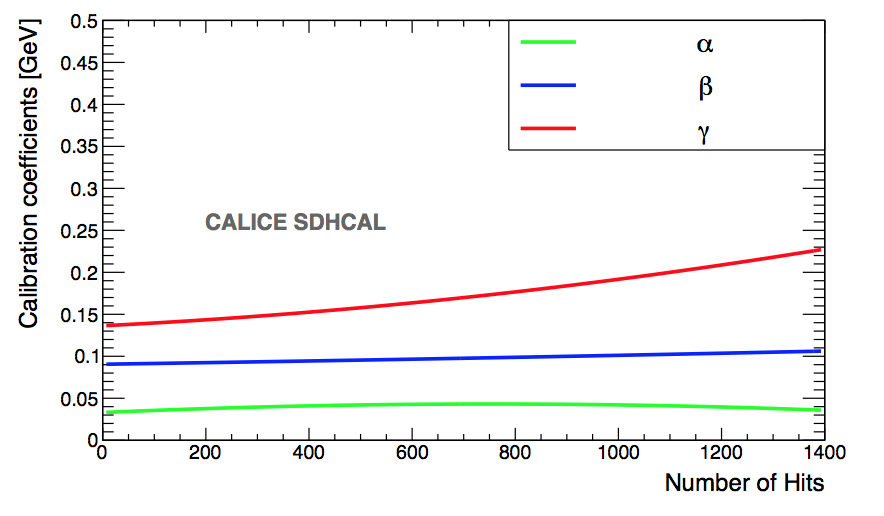 Calibration coefficients [GeV]
0.5
0.45
0.4
0.35
0.3
0.25
0.2
0.15
0.1
0.05
0
α
β
γ
CALICE SDHCAL
0 200 400 600 800 1000 1200 1400
Number of Hits